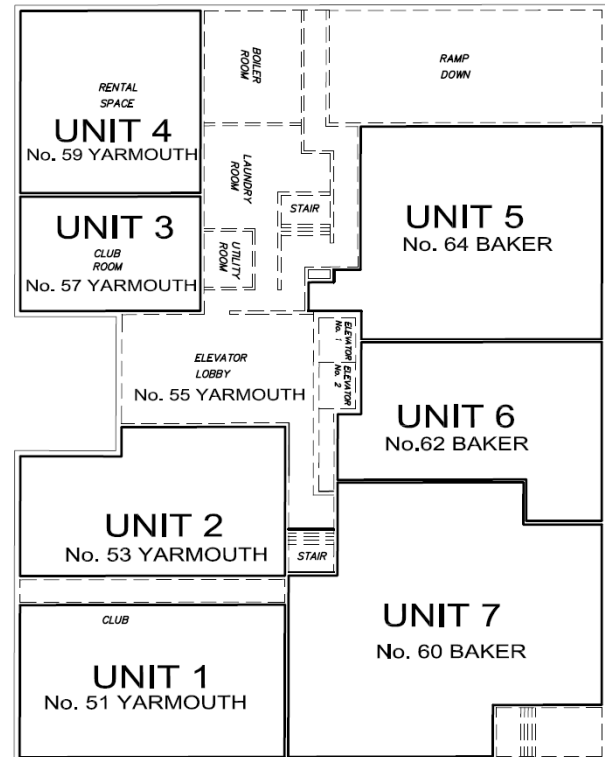 BOILER
ROOM
RAMP
DOWN
RENTAL
SPACE
UNIT 4
No. 59 YARMOUTH
LAUNDRY
ROOM
STAIR
UNIT 5
No. 64 BAKER
UNIT 3
CLUB
ROOM
No. 57 YARMOUTH
UTILITY
ROOM
ELEVATOR
No. 1
ELEVATOR
No. 2
ELEVATOR
LOBBY
No. 55 YARMOUTH
UNIT 6
No.62 BAKER
UNIT 2
No. 53 YARMOUTH
STAIR
CLUB
UNIT 1
No. 51 YARMOUTH
UNIT 7
No. 60 BAKER